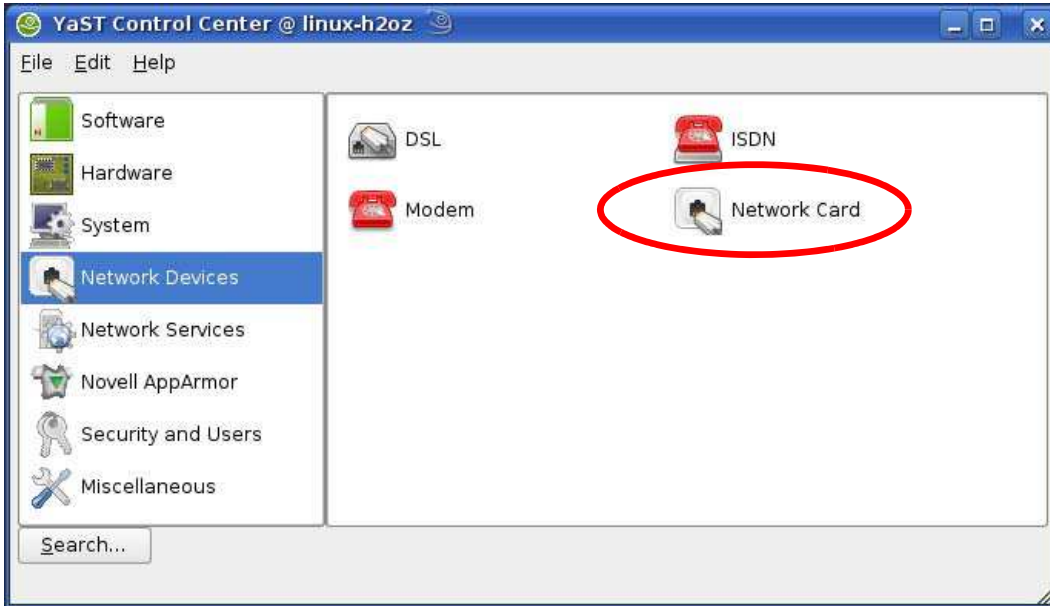 YaST Control Center @ linux-h2oz
File Edit Help
Software
Hardware
System
Network Devices
Network Services
Novell AppArmor
Security and Users
Miscellaneous
DSL
ISDN
Modem
Network Card
Search...